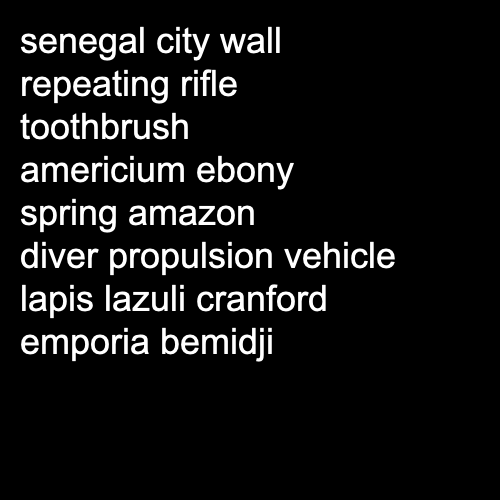 senegal city wall
repeating rifle
toothbrush
americium ebony
spring amazon
diver propulsion vehicle
lapis lazuli cranford
emporia bemidji